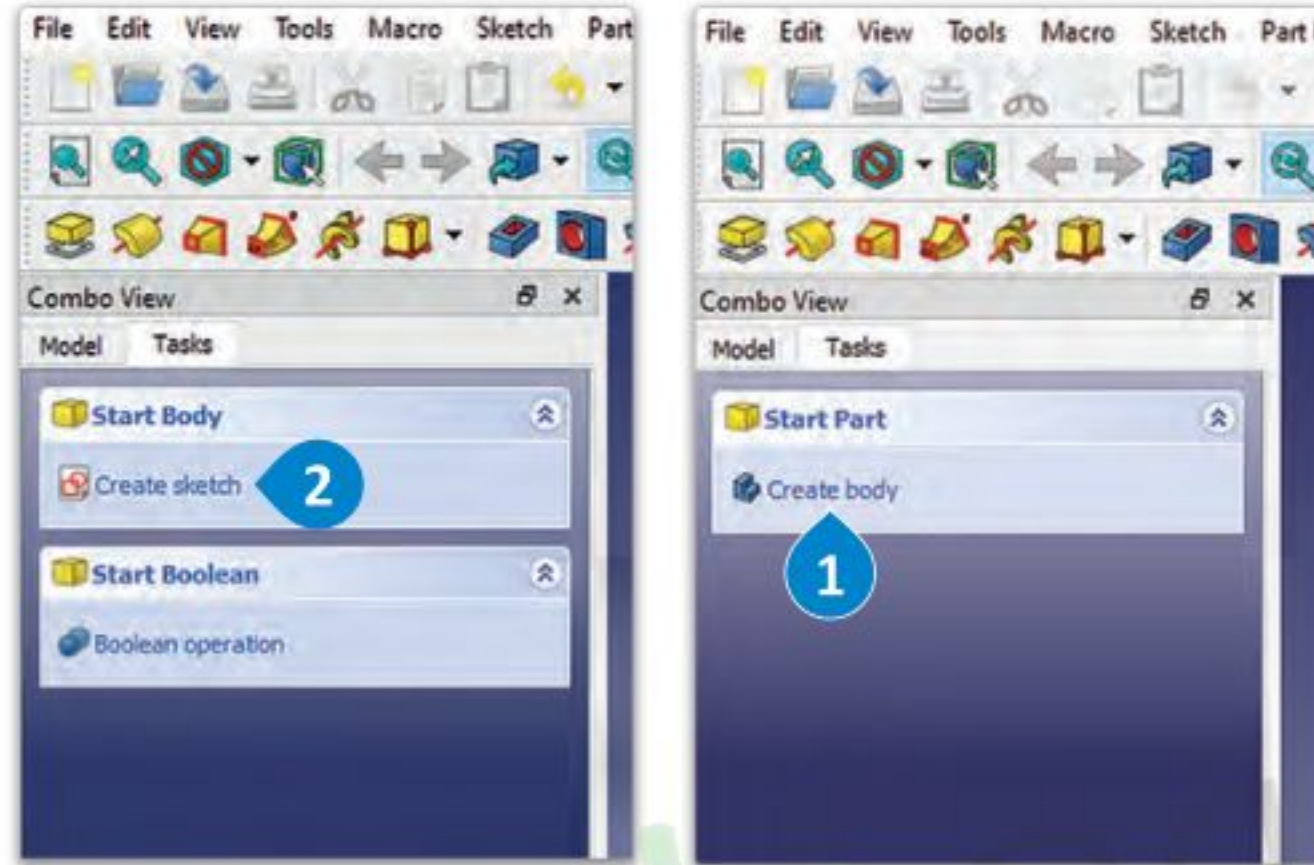 File Edit View Tools Macro Sketch Part
Combo View
Model Tasks
Start Body
Create sketch
2
Start Boolean
Boolean operation
File Edit View Tools Macro Sketch Part
Combo View
Model Tasks
Start Part
Create body
1